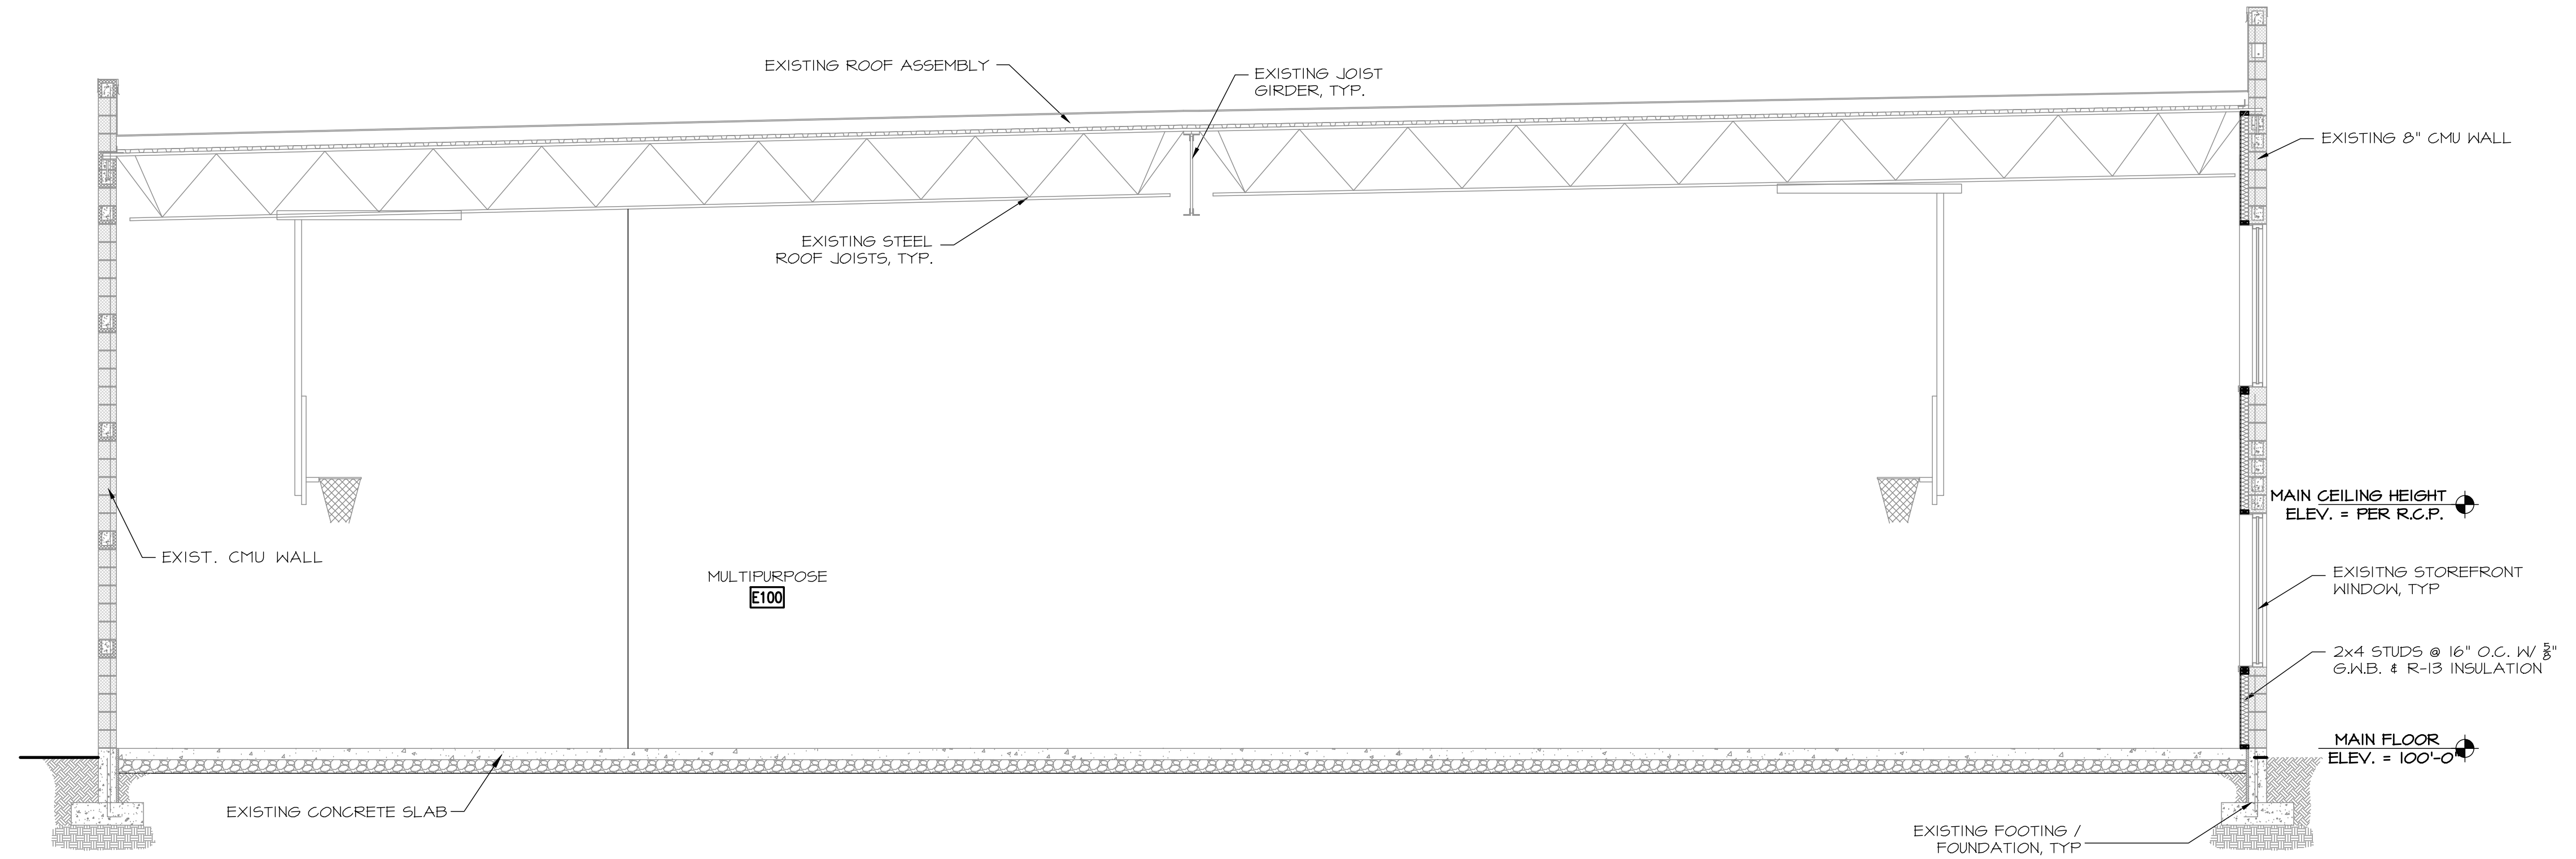 EXISTING ROOF ASSEMBLY
EXISTING JOIST
GIRDER, TYP.
EXISTING 8" CMU WALL
EXISTING STEEL
ROOF JOISTS, TYP.
MAIN CEILING HEIGHT
ELEV. = PER R.C.P.
EXIST. CMU WALL
MULTIPURPOSE
E100
EXISITNG STOREFRONT
WINDOW, TYP
2x4 STUDS @ 16" O.C. W/ 5/8"
G.W.B. & R-13 INSULATION
MAIN FLOOR
ELEV. = 100'-0"
EXISTING CONCRETE SLAB
EXISTING FOOTING /
FOUNDATION, TYP